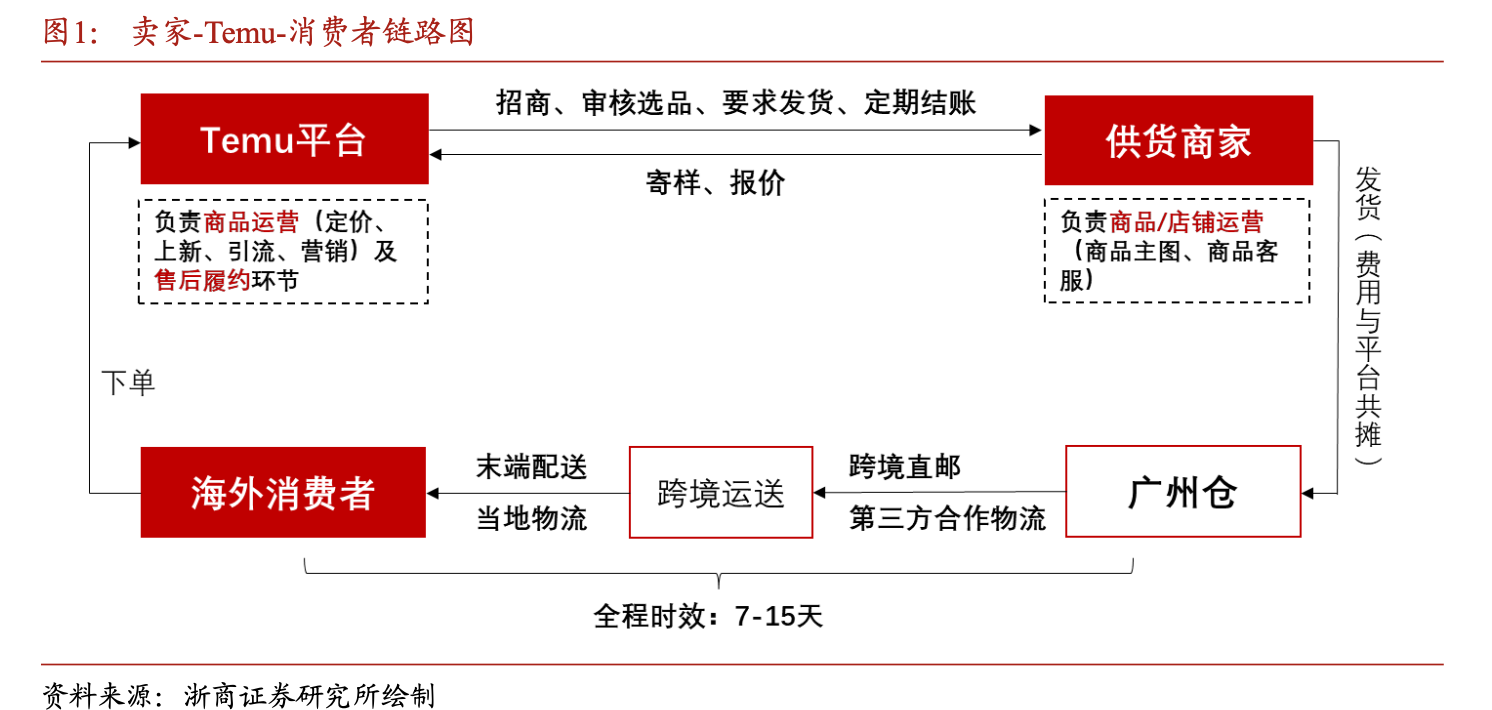 图1： 卖家-Temu-消费者链路图
招商、审核选品、要求发货、定期结账
Temu平台
供货商家
寄样、报价
负责商品运营（定价、
上新、引流、营销）及
售后履约环节
负责商品/店铺运营
（商品主图、商品客
服）
发货（费用与平台共摊）
下单
海外消费者
末端配送
当地物流
跨境运送
跨境直邮
第三方合作物流
广州仓
全程时效：7-15天
资料来源：浙商证券研究所绘制